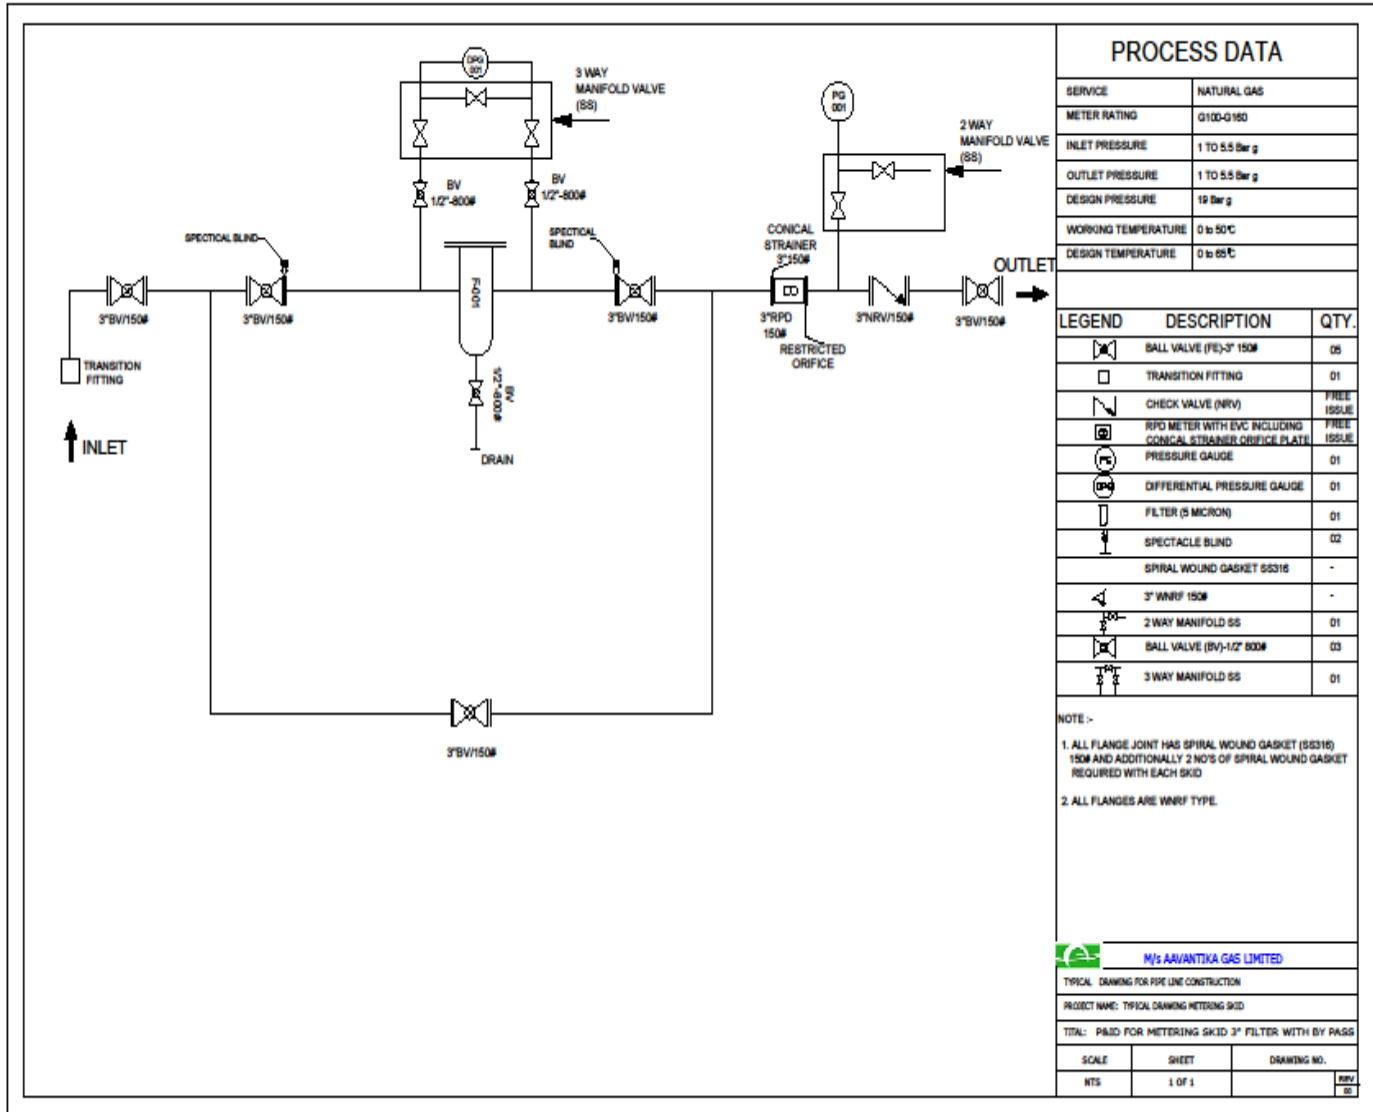 DPG
001
3 WAY
MANIFOLD VALVE
(SS)
BV
1/2"-800#
BV
1/2"-800#
PG
001
2 WAY
MANIFOLD VALVE
(SS)
SPECTICAL BLIND
SPECTICAL
BLIND
CONICAL
STRAINER
3"150#
OUTLET
3"BV/150#
3"BV/150#
F-001
3"BV/150#
3"RPD
150#
3"NRV/150#
3"BV/150#
RESTRICTED
ORIFICE
TRANSITION
FITTING
BV
1/2"-800#
DRAIN
INLET
3"BV/150#
PROCESS DATA
SERVICE NATURAL GAS
METER RATING G100-G160
INLET PRESSURE 1 TO 5.5 Bar g
OUTLET PRESSURE 1 TO 5.5 Bar g
DESIGN PRESSURE 19 Bar g
WORKING TEMPERATURE 0 to 50°C
DESIGN TEMPERATURE 0 to 65°C
LEGEND DESCRIPTION QTY.
BALL VALVE (FE)-3" 150# 05
TRANSITION FITTING 01
CHECK VALVE (NRV) FREE ISSUE
RPD METER WITH EVC INCLUDING
CONICAL STRAINER ORIFICE PLATE FREE ISSUE
PG PRESSURE GAUGE 01
DPG DIFFERENTIAL PRESSURE GAUGE 01
FILTER (5 MICRON) 01
SPECTACLE BLIND 02
SPIRAL WOUND GASKET SS316 -
3" WNRF 150# -
2 WAY MANIFOLD SS 01
BALL VALVE (BV)-1/2" 800# 03
3 WAY MANIFOLD SS 01
NOTE :-
1. ALL FLANGE JOINT HAS SPIRAL WOUND GASKET (SS316)
150# AND ADDITIONALLY 2 NO'S OF SPIRAL WOUND GASKET
REQUIRED WITH EACH SKID
2. ALL FLANGES ARE WNRF TYPE.
M/s AAVANTIKA GAS LIMITED
TYPICAL DRAWING FOR PIPE LINE CONSTRUCTION
PROJECT NAME: TYPICAL DRAWING METERING SKID
TITAL: P&ID FOR METERING SKID 3" FILTER WITH BY PASS
SCALE SHEET DRAWING NO.
NTS 1 OF 1 REV
00